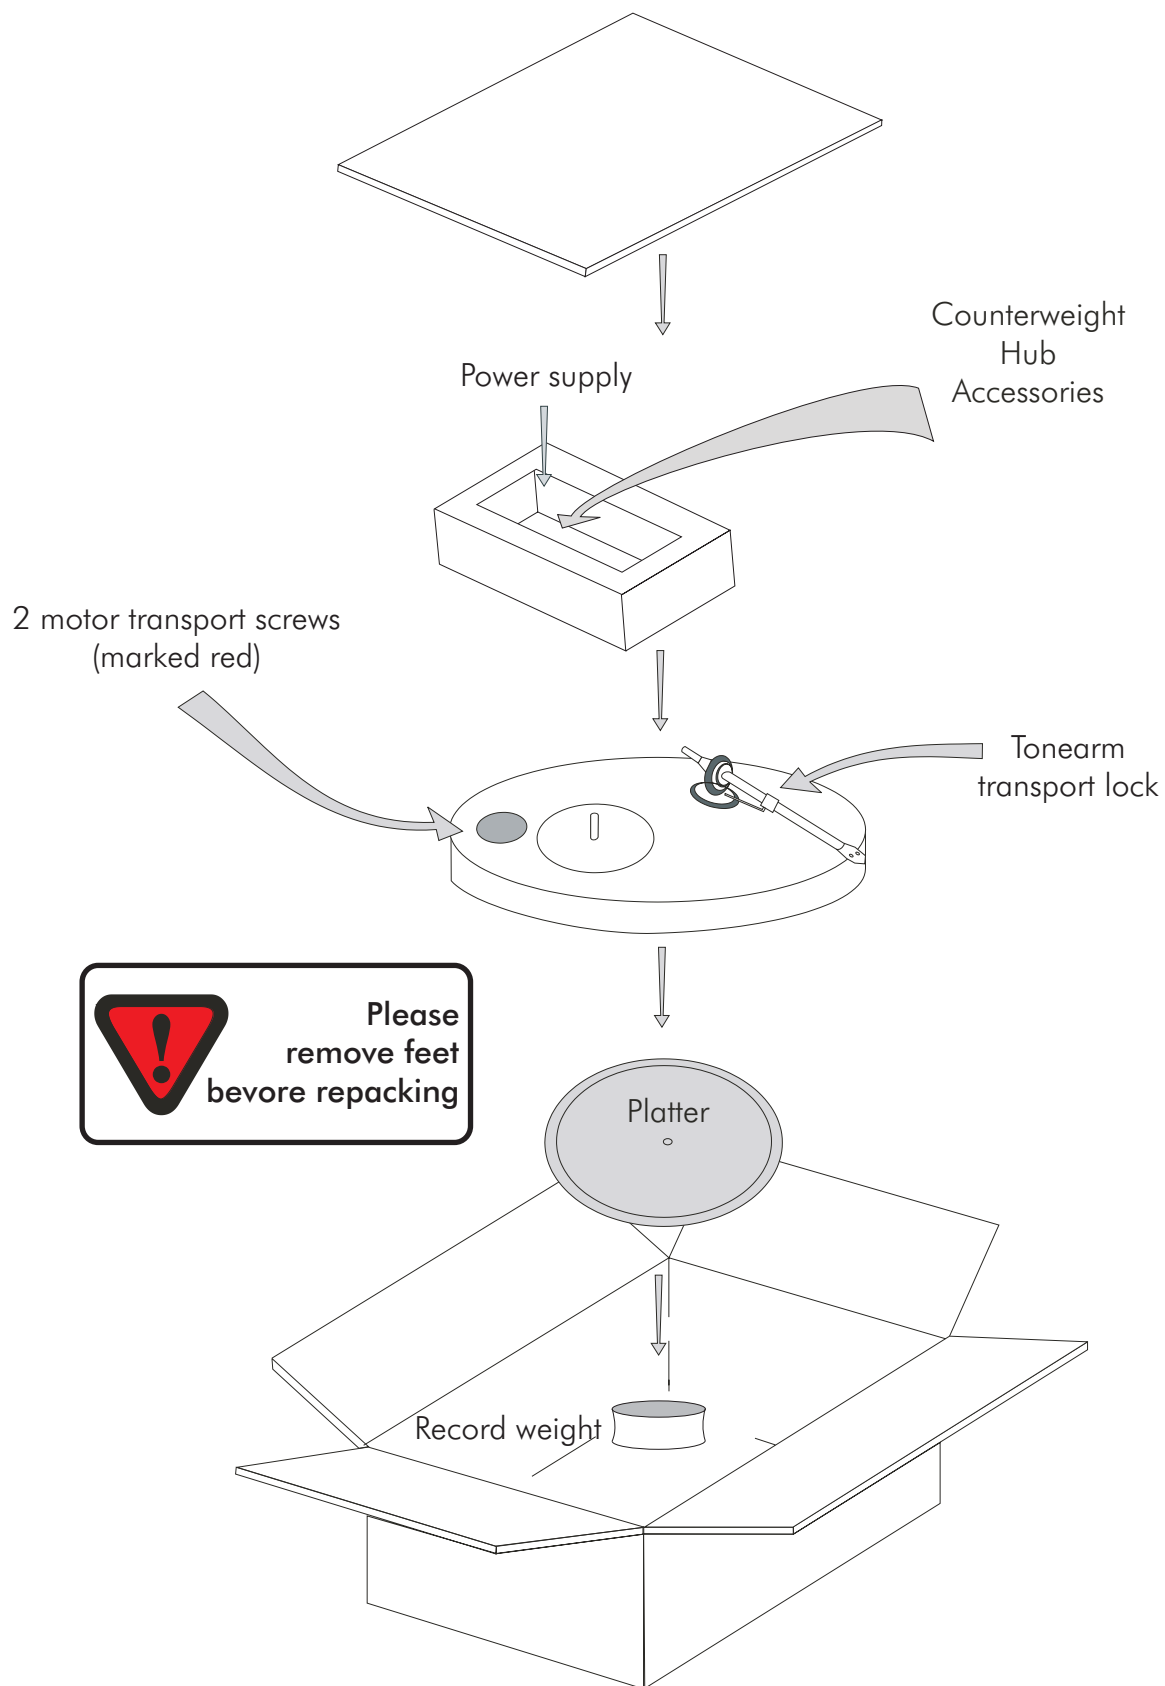 Counterweight
Hub
Accessories
Power supply
2 motor transport screws
(marked red)
Tonearm
transport lock
Please
remove feet
bevore repacking
Platter
Record weight